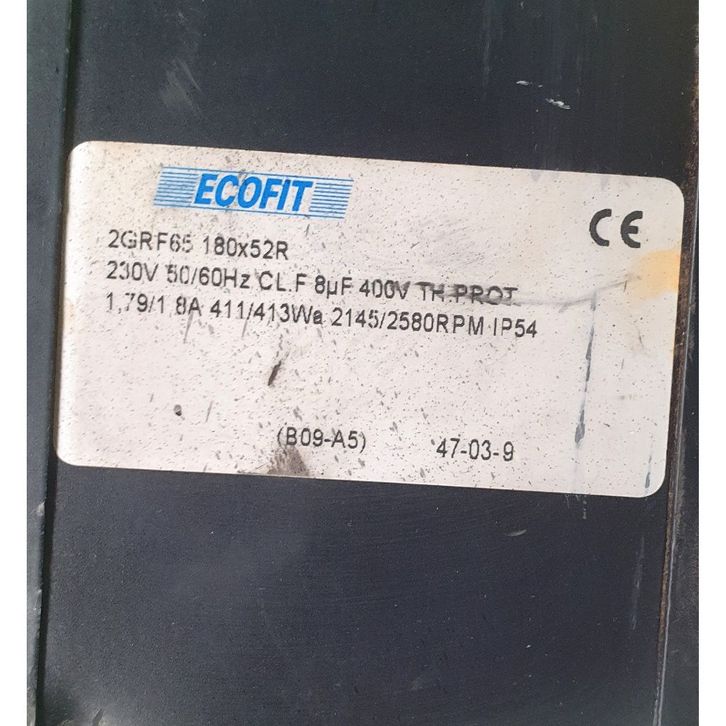 ECOFIT
CE
2GRF65 180x52R
230V 50/60Hz CL.F 8µF 400V TH.PROT
1,79/1.8A 411/413Wa 2145/2580RPM IP54
(B09-A5) 47-03-9